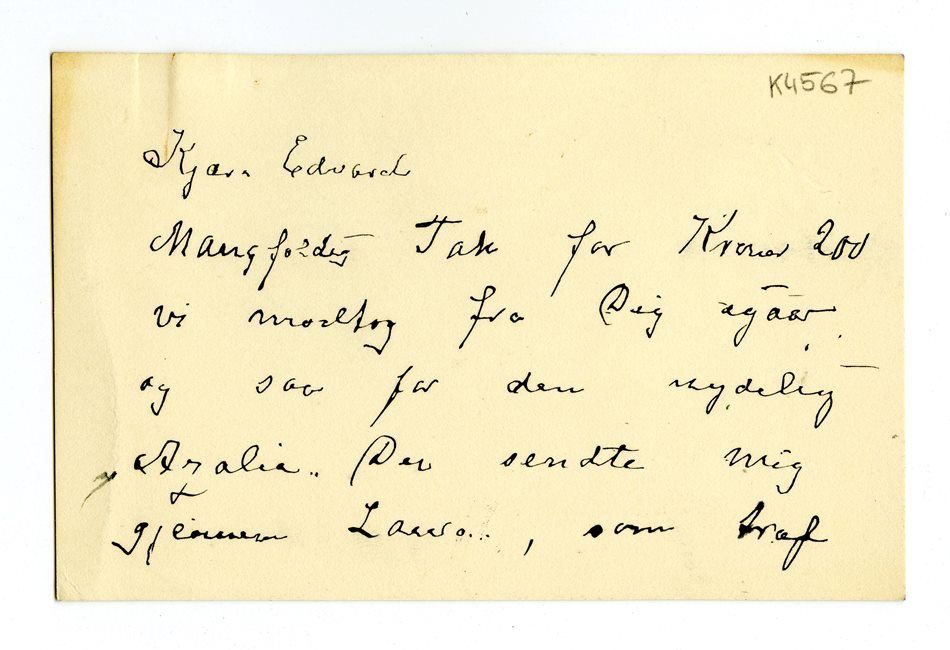 K4567
Kjære Edvard
Mangfoldig Tak for Kroner 200
vi modtog fra Dig igaar
og saa for den nydelig
Azalia. Du sendte mig
gjennem Laura, som traf